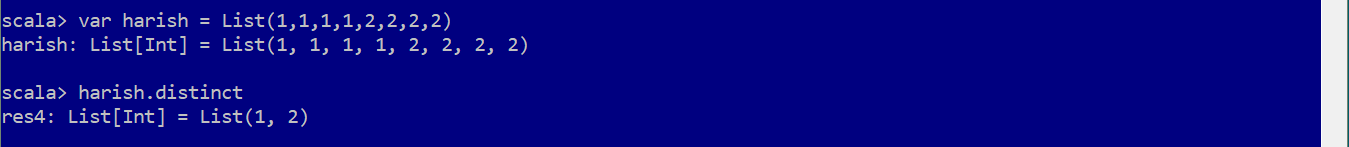 scala> var harish = List(1,1,1,1,2,2,2,2)
harish: List[Int] = List(1, 1, 1, 1, 2, 2, 2, 2)
scala> harish.distinct
res4: List[Int] = List(1, 2)